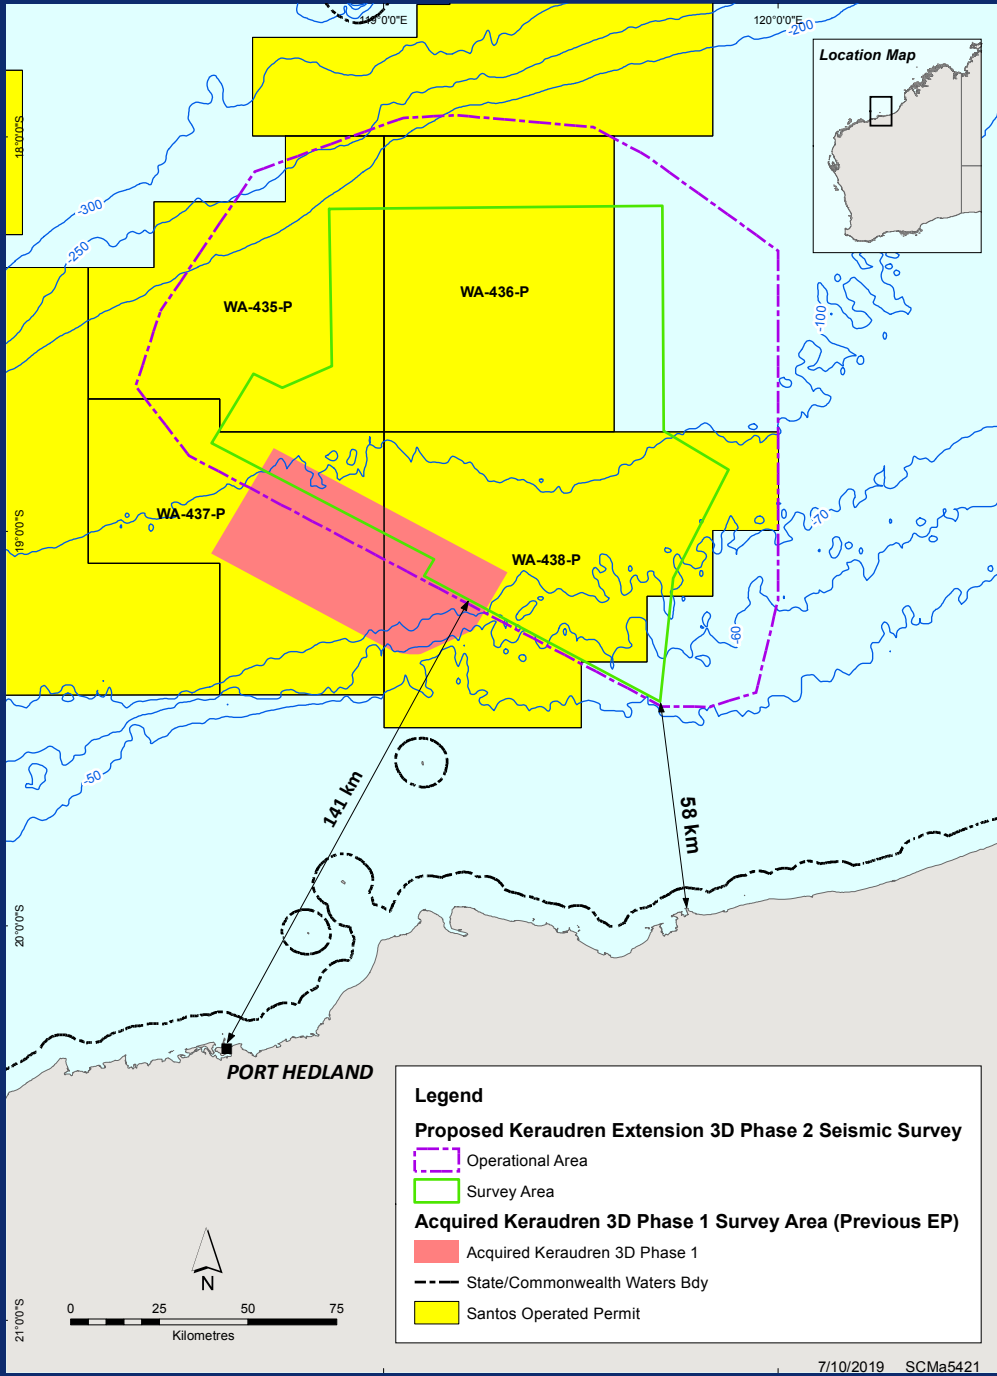 119°0'0"E
120°0'0"E
-200
Location Map
18°0'0"S
-300
-250
WA-435-P
WA-436-P
-100
19°0'0"S
WA-437-P
WA-438-P
-70
-60
-50
141 km
58 km
20°0'0"S
PORT HEDLAND
Legend
Proposed Keraudren Extension 3D Phase 2 Seismic Survey
Operational Area
Survey Area
Acquired Keraudren 3D Phase 1 Survey Area (Previous EP)
Acquired Keraudren 3D Phase 1
State/Commonwealth Waters Bdy
Santos Operated Permit
N
0 25 50 75
Kilometres
21°0'0"S
7/10/2019 SCMa5421